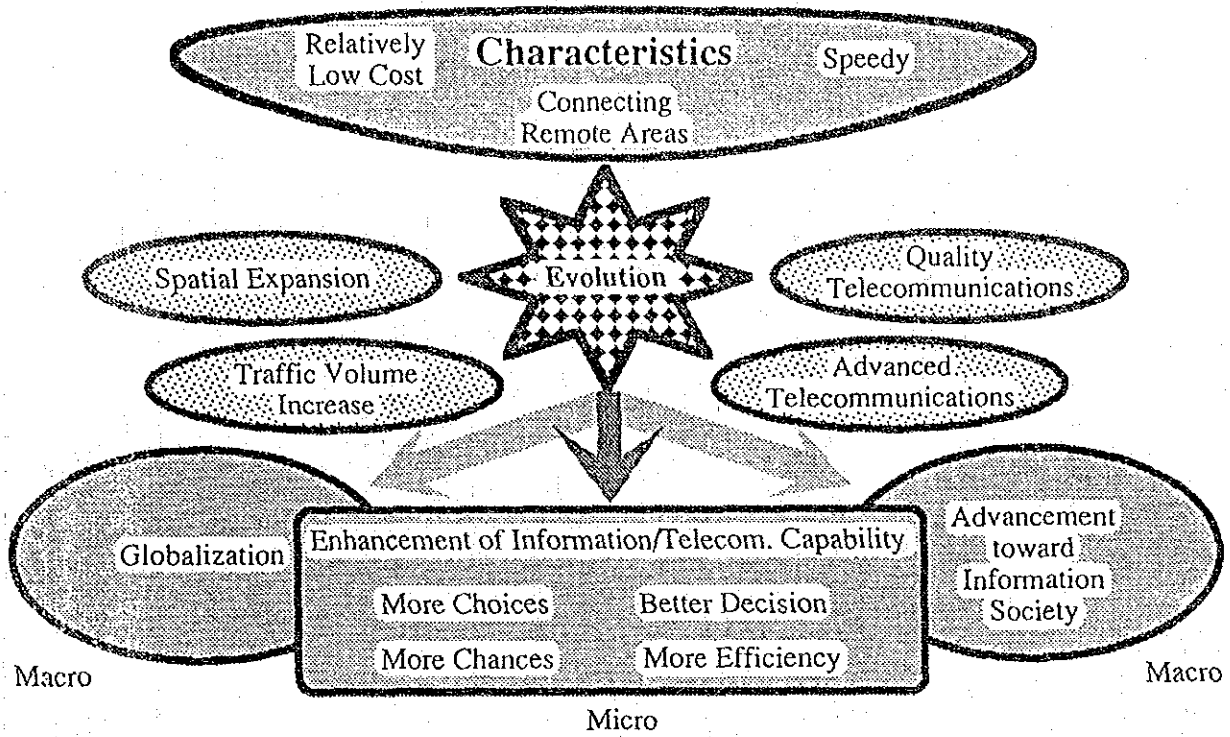 Relatively
Low Cost
Characteristics
Speedy
Connecting
Remote Areas
Spatial Expansion
Evolution
Quality
Telecommunications
Traffic Volume
Increase
Advanced
Telecommunications
Globalization
Enhancement of Information/Telecom. Capability
More Choices
Better Decision
More Chances
More Efficiency
Advancement
toward
Information
Society
Macro
Macro
Micro